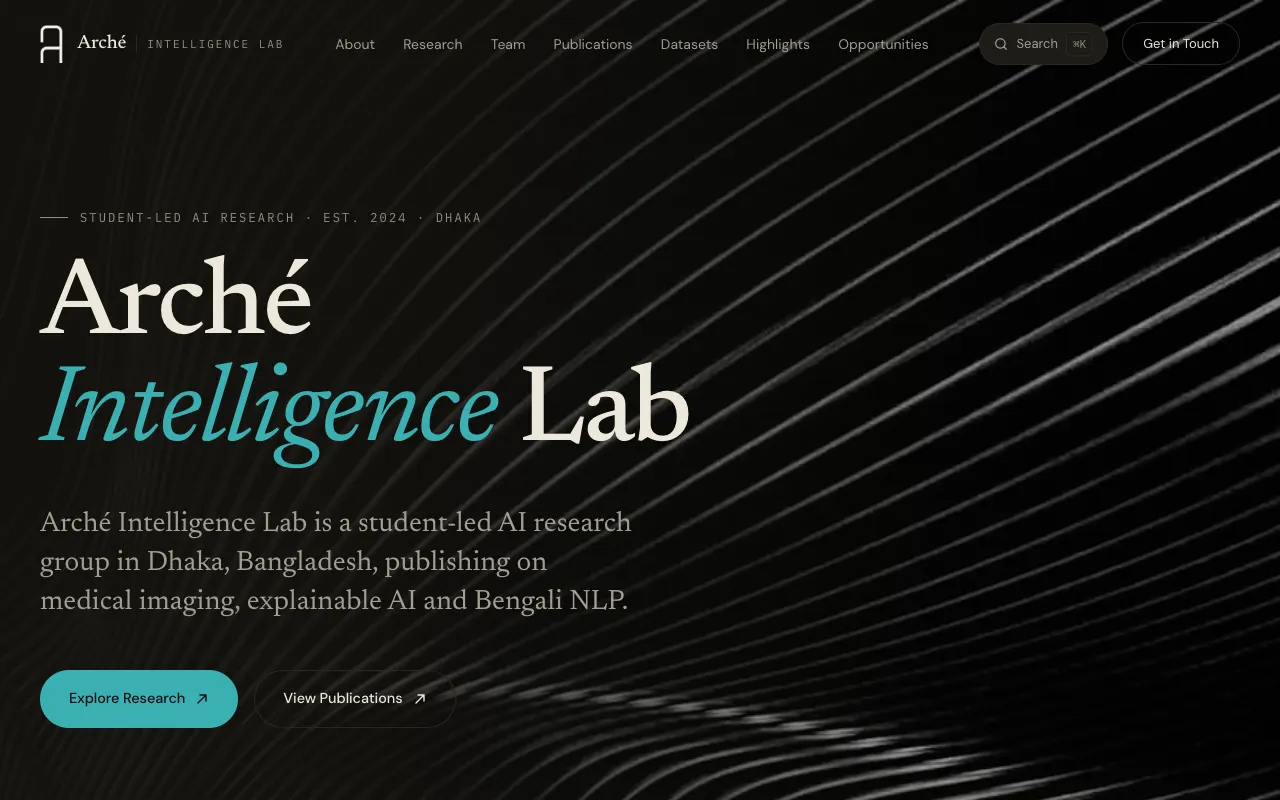 Arché
INTELLIGENCE LAB
About
Research
Team
Publications
Datasets
Highlights
Opportunities
Search
⌘K
Get in Touch
STUDENT-LED AI RESEARCH · EST. 2024 · DHAKA
Arché
Intelligence Lab
Arché Intelligence Lab is a student-led AI research
group in Dhaka, Bangladesh, publishing on
medical imaging, explainable AI and Bengali NLP.
Explore Research
View Publications